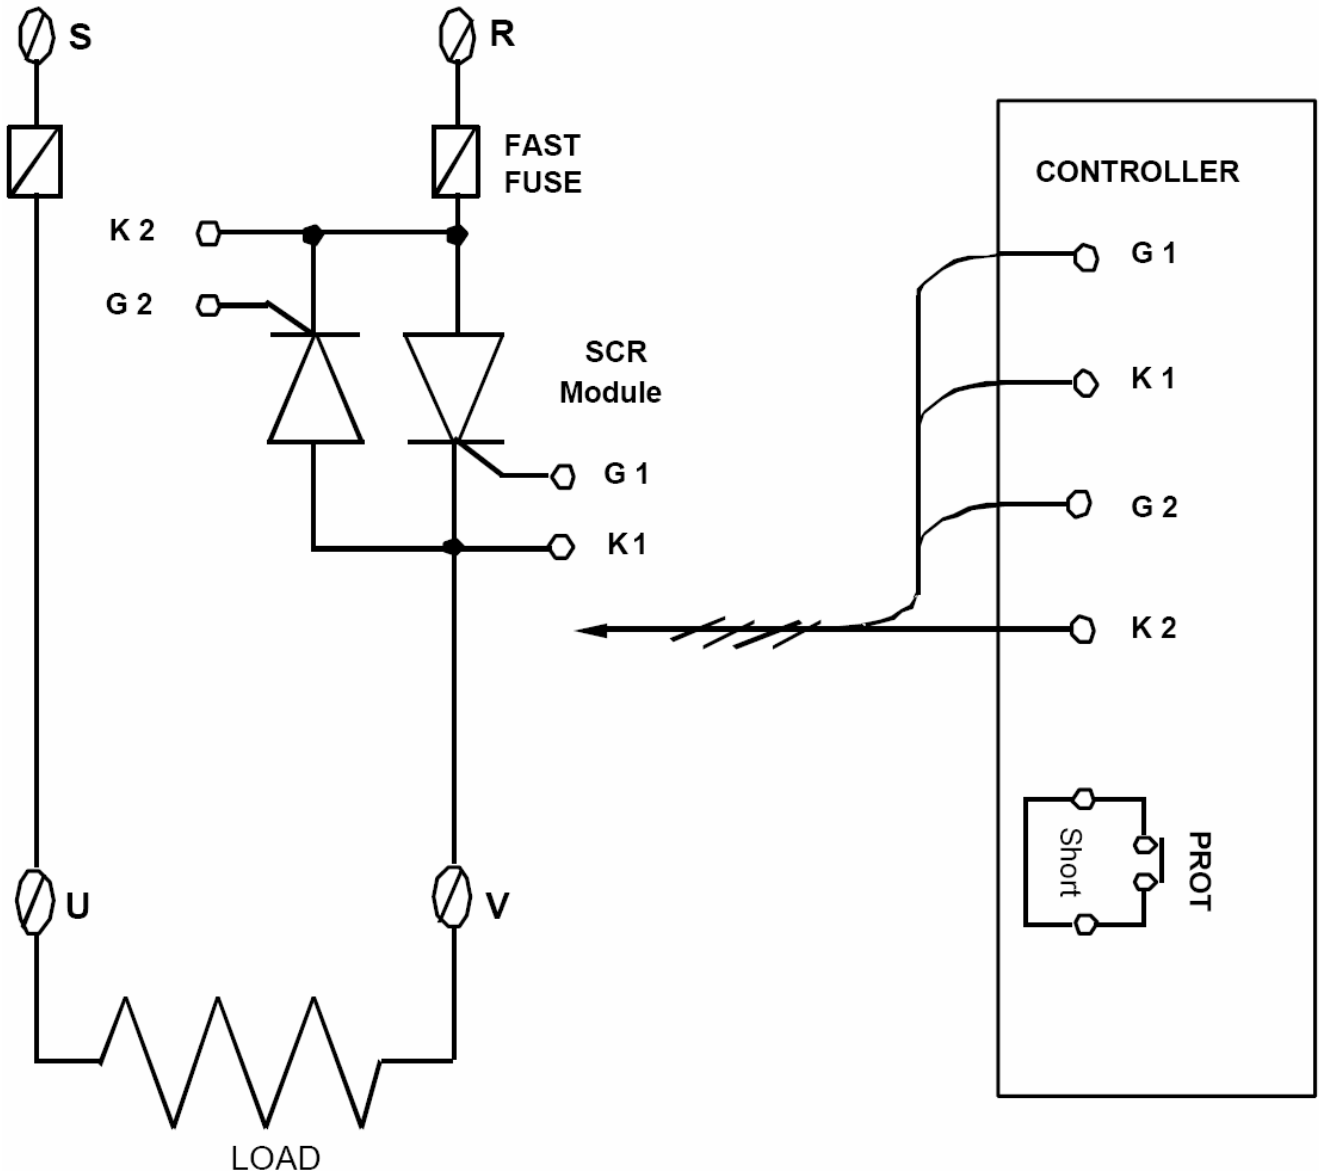 S
R
FAST
FUSE
CONTROLLER
K 2
G 1
G 2
SCR
Module
K 1
G 1
G 2
K1
K 2
Short
PROT
U
V
LOAD